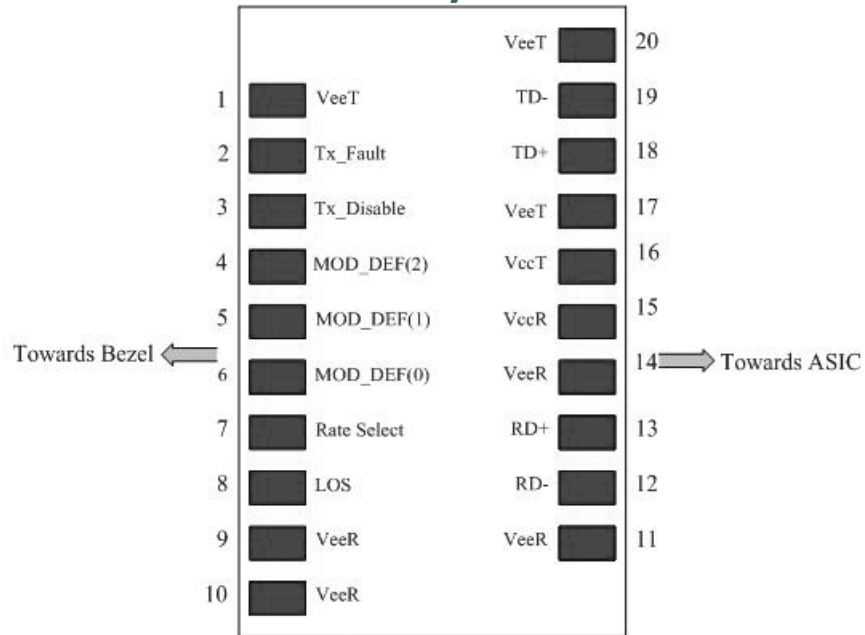 VeeT 20
1 VeeT TD- 19
2 Tx_Fault TD+ 18
3 Tx_Disable VeeT 17
4 MOD_DEF(2) VccT 16
5 MOD_DEF(1) VccR 15
Towards Bezel
6 MOD_DEF(0) VeeR 14
Towards ASIC
7 Rate Select RD+ 13
8 LOS RD- 12
9 VeeR VeeR 11
10 VeeR